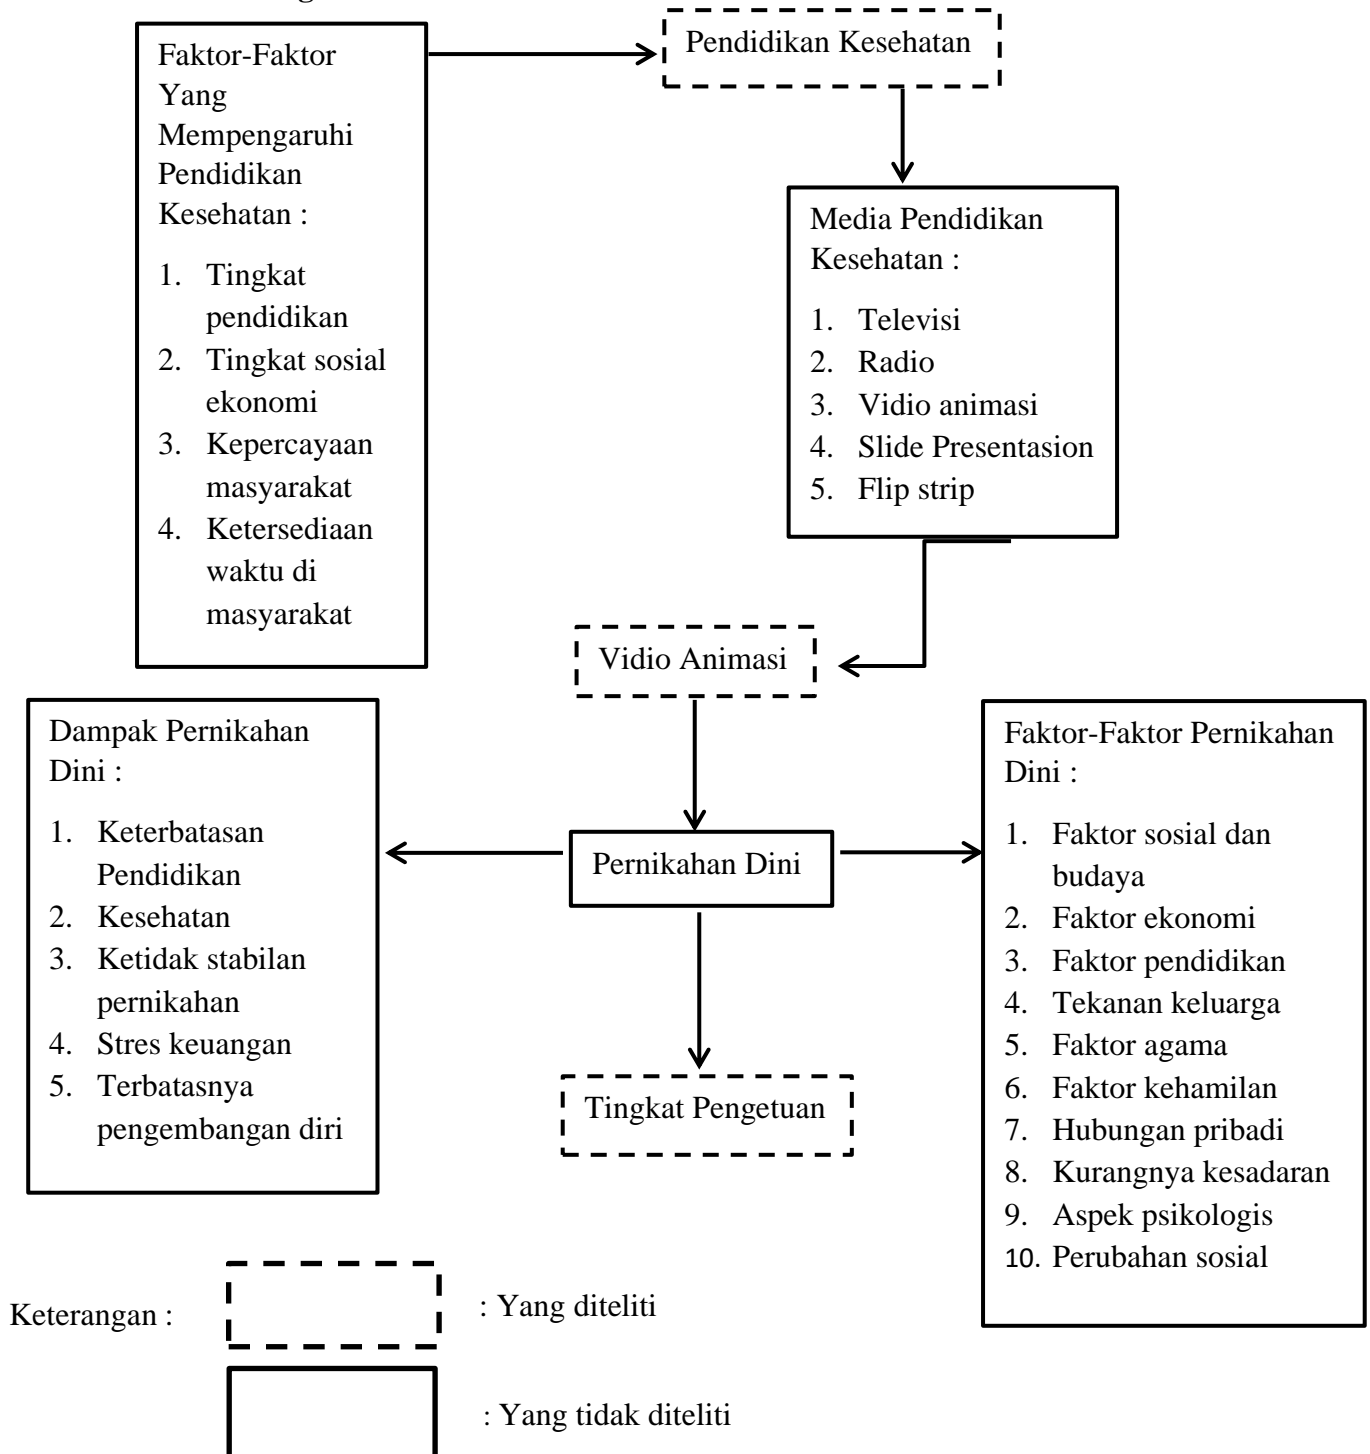 Faktor-Faktor
Yang
Mempengaruhi
Pendidikan
Kesehatan :
1. Tingkat
pendidikan
2. Tingkat sosial
ekonomi
3. Kepercayaan
masyarakat
4. Ketersediaan
waktu di
masyarakat
Pendidikan Kesehatan
Media Pendidikan
Kesehatan :
1. Televisi
2. Radio
3. Vidio animasi
4. Slide Presentasion
5. Flip strip
Vidio Animasi
Dampak Pernikahan
Dini :
1. Keterbatasan
Pendidikan
2. Kesehatan
3. Ketidak stabilan
pernikahan
4. Stres keuangan
5. Terbatasnya
pengembangan diri
Pernikahan Dini
Faktor-Faktor Pernikahan
Dini :
1. Faktor sosial dan
budaya
2. Faktor ekonomi
3. Faktor pendidikan
4. Tekanan keluarga
5. Faktor agama
6. Faktor kehamilan
7. Hubungan pribadi
8. Kurangnya kesadaran
9. Aspek psikologis
10. Perubahan sosial
Tingkat Pengetuan
Keterangan :
: Yang diteliti
: Yang tidak diteliti